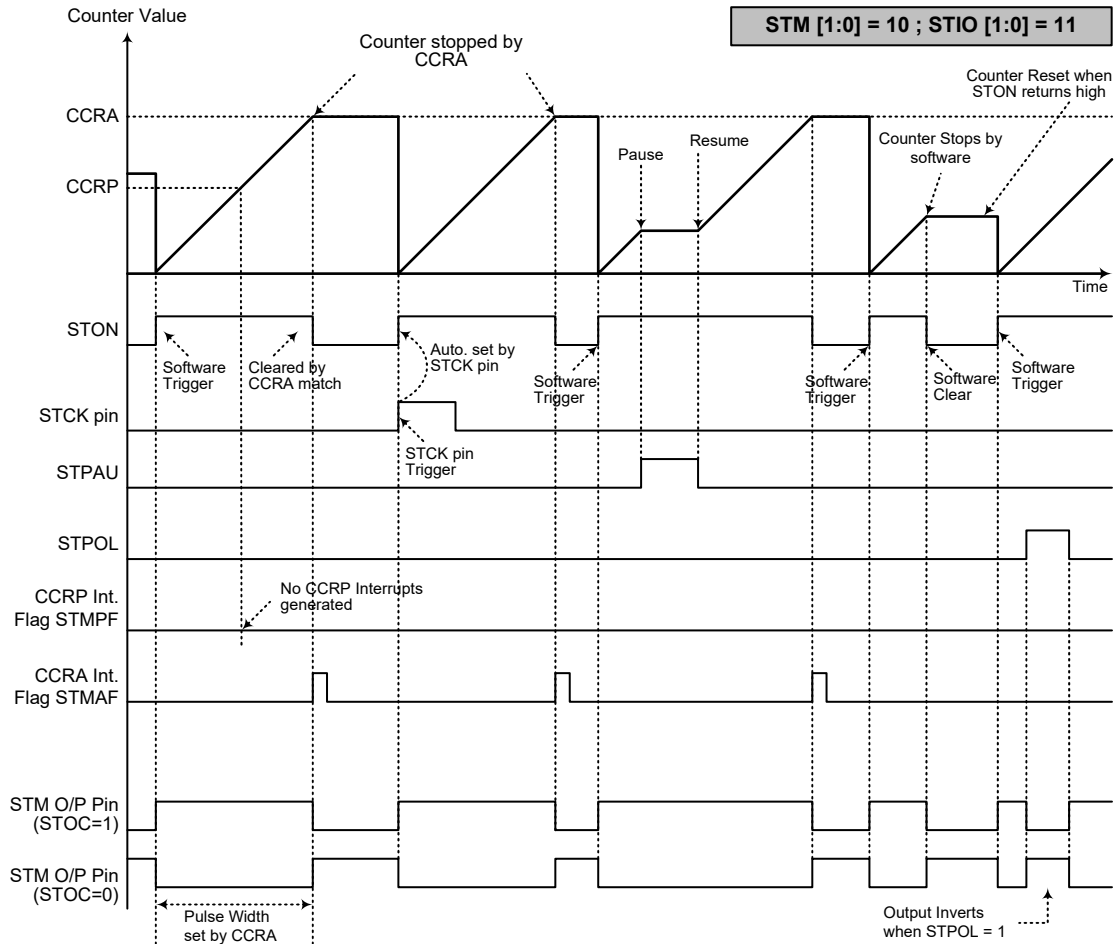 Counter Value
STM [1:0] = 10 ; STIO [1:0] = 11
Counter stopped by
CCRA
Counter Reset when
STON returns high
CCRA
Pause
Resume
Counter Stops by
software
CCRP
Time
STON
Software
Trigger
Cleared by
CCRA match
Auto. set by
STCK pin
Software
Trigger
Software
Trigger
Software
Clear
Software
Trigger
STCK pin
STCK pin
Trigger
STPAU
STPOL
CCRP Int.
Flag STMPF
No CCRP Interrupts
generated
CCRA Int.
Flag STMAF
STM O/P Pin
(STOC=1)
STM O/P Pin
(STOC=0)
Pulse Width
set by CCRA
Output Inverts
when STPOL = 1